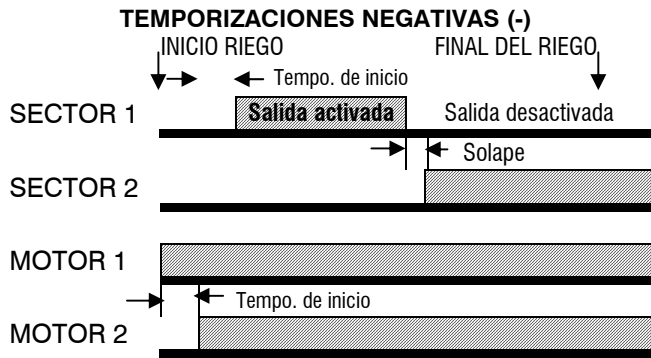 TEMPORIZACIONES NEGATIVAS (-)
INICIO RIEGO FINAL DEL RIEGO
Tempo. de inicio
SECTOR 1 Salida activada Salida desactivada
Solape
SECTOR 2
MOTOR 1
Tempo. de inicio
MOTOR 2